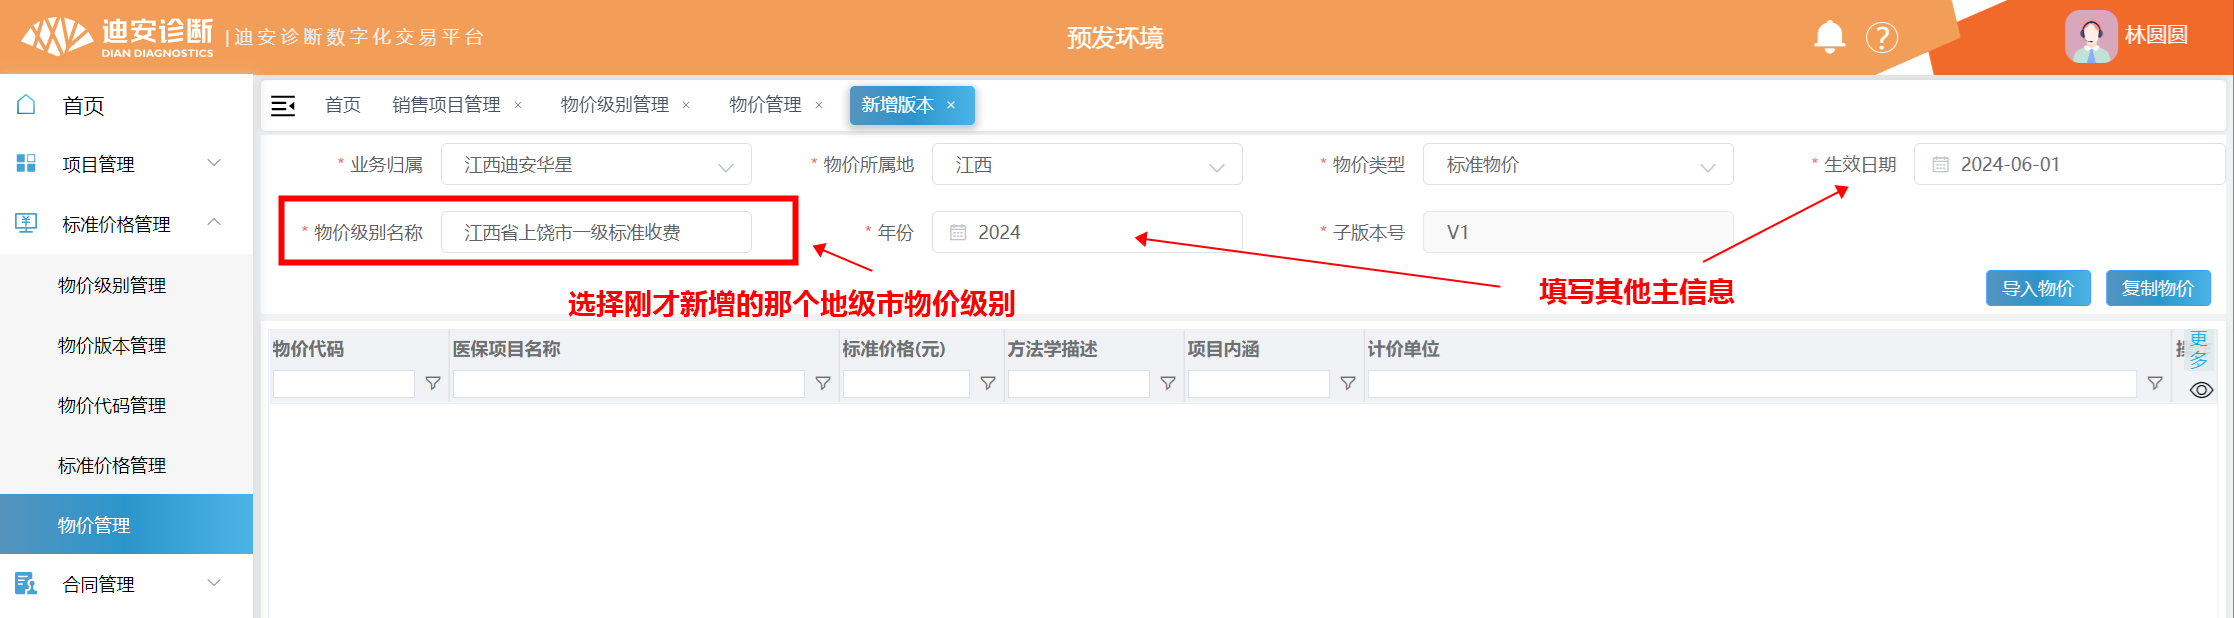 迪安诊断
DIAN DIAGNOSTICS
|迪安诊断数字化交易平台
预发环境
?
林圆圆
首页
项目管理
标准价格管理
物价级别管理
物价版本管理
物价代码管理
标准价格管理
物价管理
合同管理
首页 销售项目管理 × 物价级别管理 × 物价管理 × 新增版本 ×
* 业务归属 江西迪安华星 * 物价所属地 江西 * 物价类型 标准物价 * 生效日期 2024-06-01
* 物价级别名称 江西省上饶市一级标准收费 * 年份 2024 * 子版本号 V1
选择刚才新增的那个地级市物价级别
填写其他主信息
导入物价 复制物价
物价代码 医保项目名称 标准价格(元) 方法学描述 项目内涵 计价单位
更多